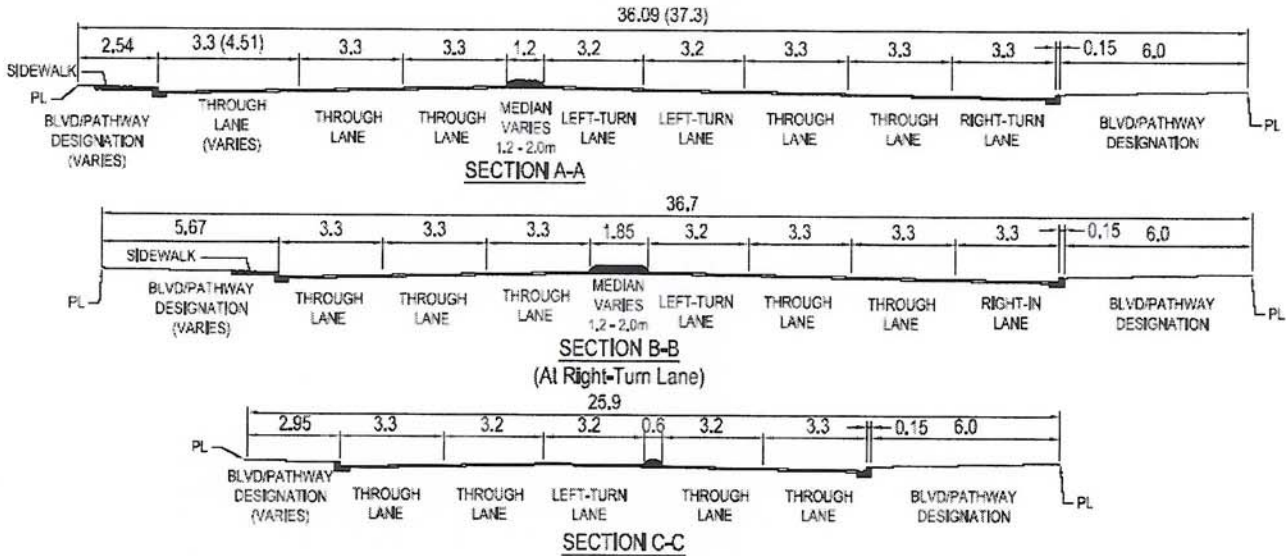 36.09 (37.3)
2.54 3.3 (4.51) 3.3 3.3 1.2 3.2 3.2 3.3 3.3 3.3 0.15 6.0
SIDEWALK
PL
BLVD/PATHWAY
DESIGNATION
(VARIES)
THROUGH
LANE
(VARIES)
THROUGH
LANE
THROUGH
LANE
MEDIAN
VARIES
1.2 - 2.0m
LEFT-TURN
LANE
LEFT-TURN
LANE
THROUGH
LANE
THROUGH
LANE
RIGHT-TURN
LANE
BLVD/PATHWAY
DESIGNATION
PL
SECTION A-A
36.7
5.67 3.3 3.3 3.3 1.85 3.2 3.3 3.3 3.3 0.15 6.0
SIDEWALK
PL
BLVD/PATHWAY
DESIGNATION
(VARIES)
THROUGH
LANE
THROUGH
LANE
THROUGH
LANE
MEDIAN
VARIES
1.2 - 2.0m
LEFT-TURN
LANE
THROUGH
LANE
THROUGH
LANE
RIGHT-IN
LANE
BLVD/PATHWAY
DESIGNATION
PL
SECTION B-B
(At Right-Turn Lane)
25.9
2.95 3.3 3.2 3.2 0.6 3.2 3.3 0.15 6.0
PL
BLVD/PATHWAY
DESIGNATION
(VARIES)
THROUGH
LANE
THROUGH
LANE
LEFT-TURN
LANE
THROUGH
LANE
THROUGH
LANE
BLVD/PATHWAY
DESIGNATION
PL
SECTION C-C